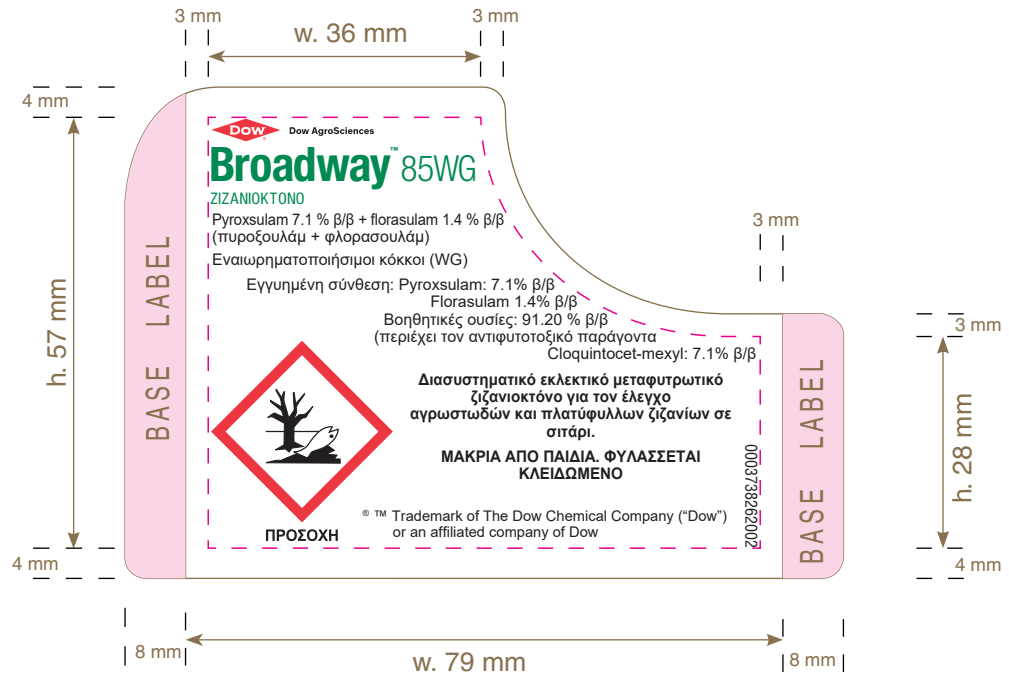 3 mm
3 mm
w. 36 mm
4 mm
Dow
Dow AgroSciences
Broadway™ 85WG
ΖΙΖΑΝΙΟΚΤΟΝΟ
Pyroxsulam 7.1 % β/β + florasulam 1.4 % β/β
(πυροξουλάμ + φλορασουλάμ)
Εναιωρηματοποιήσιμοι κόκκοι (WG)
3 mm
Εγγυημένη σύνθεση: Pyroxsulam: 7.1% β/β
Florasulam 1.4% β/β
Βοηθητικές ουσίες: 91.20 % β/β
(περιέχει τον αντιφυτοτοξικό παράγοντα
Cloquintocet-mexyl: 7.1% β/β
h. 57 mm
BASE LABEL
3 mm
Διασυστηματικό εκλεκτικό μεταφυτρωτικό
ζιζανιοκτόνο για τον έλεγχο
αγρωστωδών και πλατύφυλλων ζιζανίων σε
σιτάρι.
ΜΑΚΡΙΑ ΑΠΟ ΠΑΙΔΙΑ. ΦΥΛΑΣΣΕΤΑΙ
ΚΛΕΙΔΩΜΕΝΟ
0003738262002
BASE LABEL
h. 28 mm
® ™ Trademark of The Dow Chemical Company (“Dow”)
or an affiliated company of Dow
ΠΡΟΣΟΧΗ
4 mm
4 mm
8 mm
w. 79 mm
8 mm